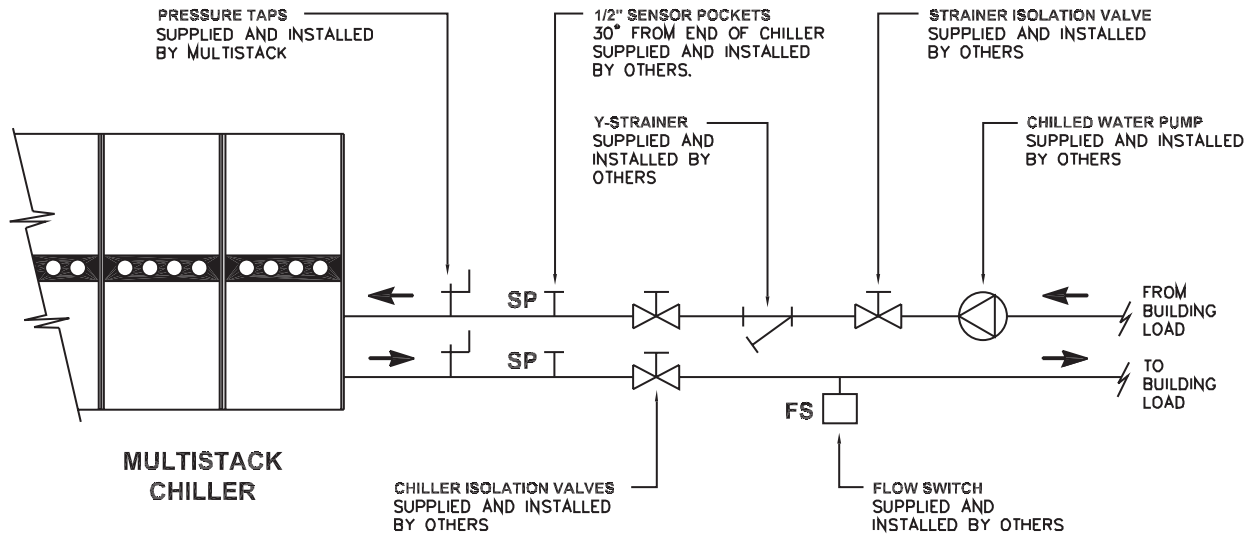 PRESSURE TAPS
SUPPLIED AND INSTALLED
BY MULTISTACK
1/2" SENSOR POCKETS
30" FROM END OF CHILLER
SUPPLIED AND INSTALLED
BY OTHERS.
STRAINER ISOLATION VALVE
SUPPLIED AND INSTALLED
BY OTHERS
Y-STRAINER
SUPPLIED AND
INSTALLED BY
OTHERS
CHILLED WATER PUMP
SUPPLIED AND INSTALLED
BY OTHERS
SP
FROM
BUILDING
LOAD
SP
TO
BUILDING
LOAD
FS
MULTISTACK
CHILLER
CHILLER ISOLATION VALVES
SUPPLIED AND INSTALLED
BY OTHERS
FLOW SWITCH
SUPPLIED AND
INSTALLED BY OTHERS